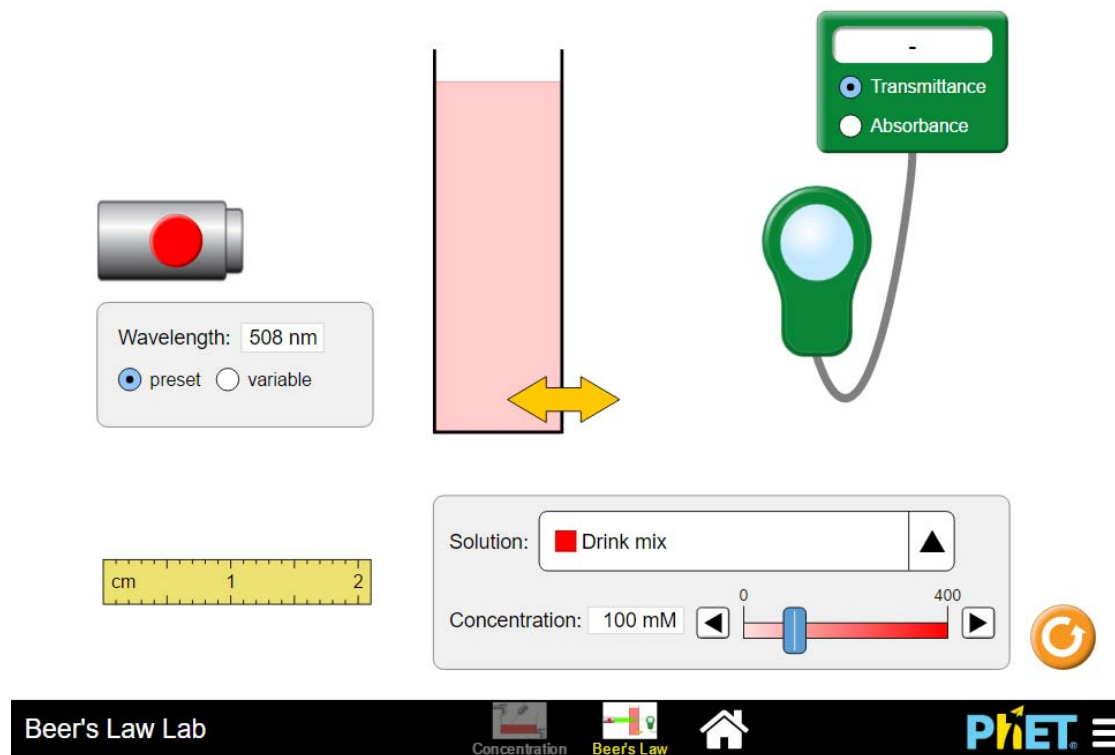 -
Transmittance
Absorbance
Wavelength: 508 nm
preset variable
cm 1 2
Solution: Drink mix
0 400
Concentration: 100 mM
Beer's Law Lab
Concentration
Beer's Law
PhET